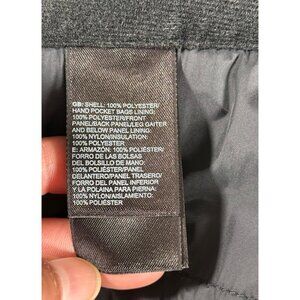 GB: SHELL: 100% POLYESTER/
HAND POCKET BAGS LINING:
100% POLYESTER/FRONT
PANEL/BACK PANEL/LEG GAITER
AND BELOW PANEL LINING:
100% NYLON/INSULATION:
100% POLYESTER
E: ARMAZÓN: 100% POLIÉSTER/
FORRO DE LAS BOLSAS
DEL BOLSILLO DE MANO:
100% POLIÉSTER/PANEL
DELANTERO/PANEL TRASERO/
FORRO DEL PANEL INFERIOR
Y LA POLAINA PARA PIERNA:
100% NYLON/AISLAMIENTO:
100% POLIÉSTER